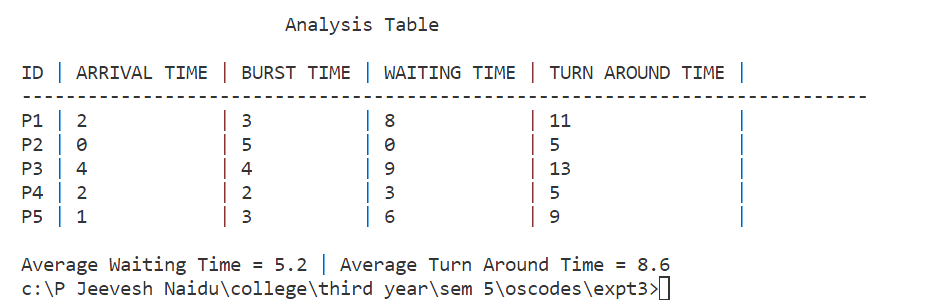 Analysis Table
ID | ARRIVAL TIME | BURST TIME | WAITING TIME | TURN AROUND TIME |
-----------------------------------------------------------------------------
P1 | 2 | 3 | 8 | 11 |
P2 | 0 | 5 | 0 | 5 |
P3 | 4 | 4 | 9 | 13 |
P4 | 2 | 2 | 3 | 5 |
P5 | 1 | 3 | 6 | 9 |
Average Waiting Time = 5.2 | Average Turn Around Time = 8.6
c:\P Jeevesh Naidu\college\third year\sem 5\oscodes\expt3>